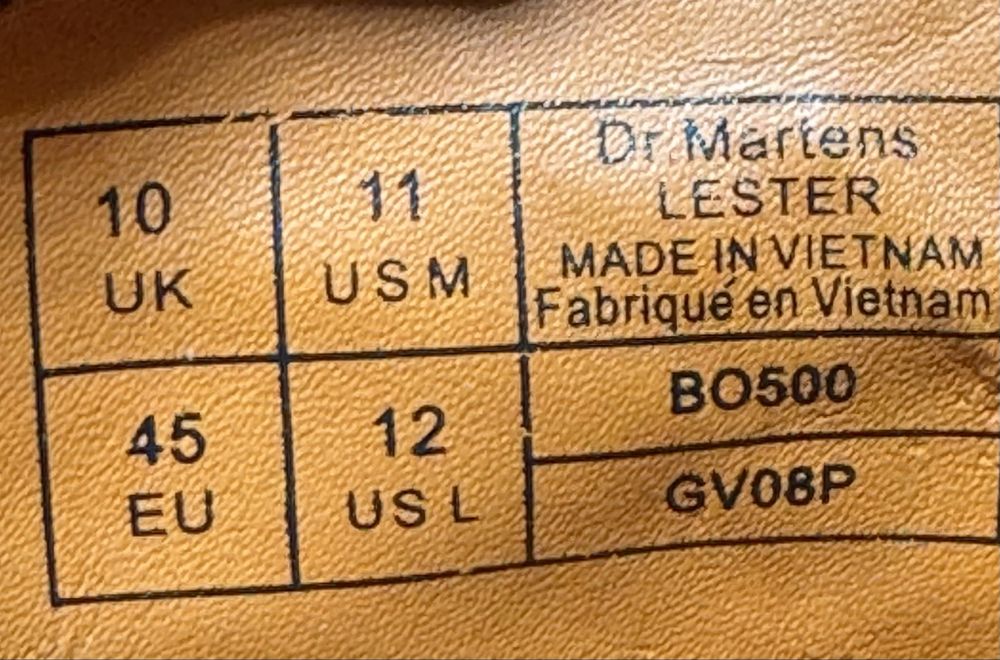 10
UK
11
US M
Dr. Martens
LESTER
MADE IN VIETNAM
Fabriqué en Vietnam
45
EU
12
US L
BO500
GV08P